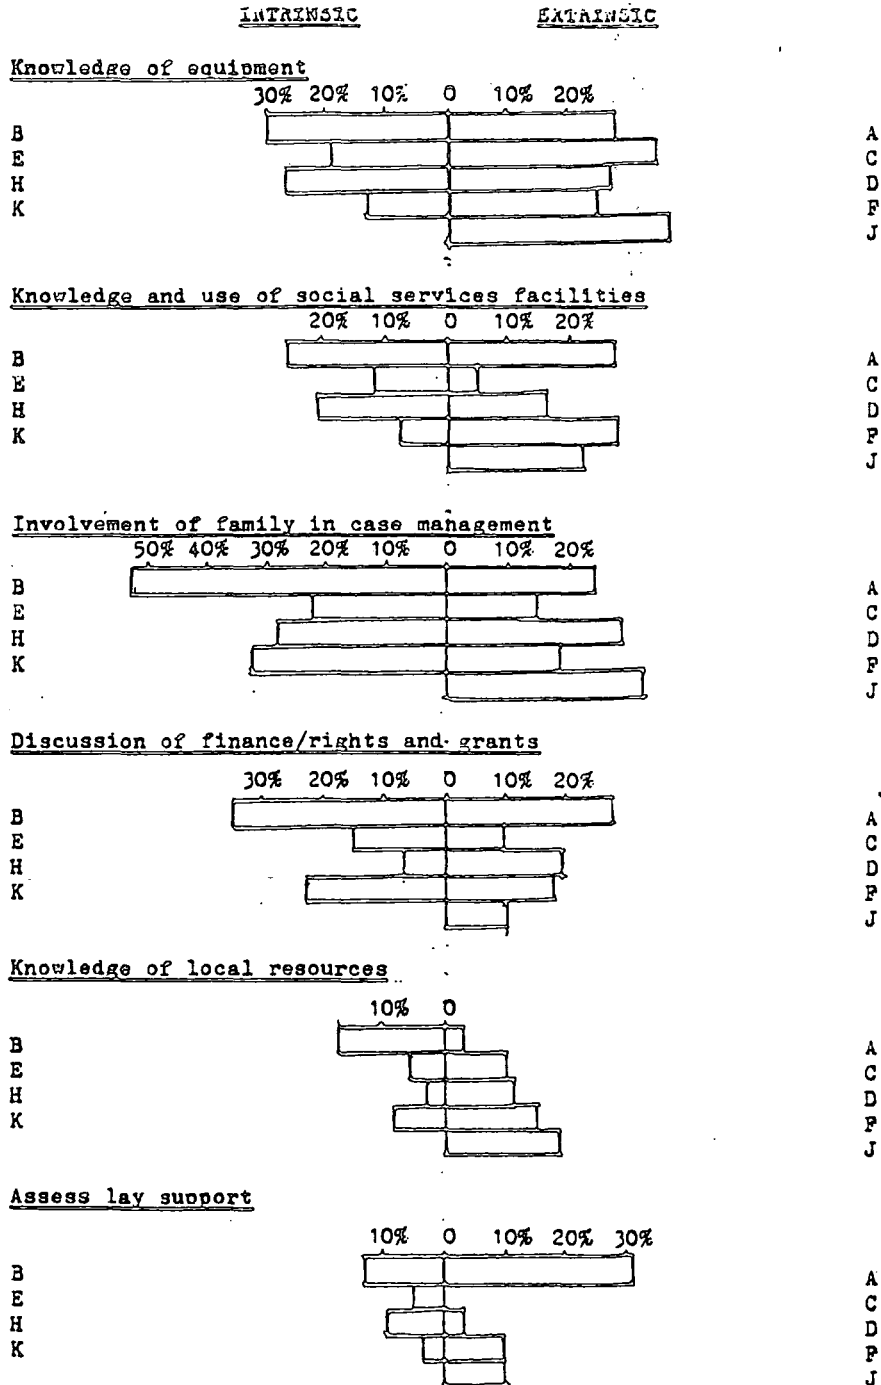 INTRINSIC EXTRINSIC
Knowledge of equipment
30% 20% 10% 0 10% 20%
B A
E C
H D
K F
J
Knowledge and use of social services facilities
20% 10% 0 10% 20%
B A
E C
H D
K F
J
Involvement of family in case management
50% 40% 30% 20% 10% 0 10% 20%
B A
E C
H D
K F
J
Discussion of finance/rights and grants
30% 20% 10% 0 10% 20%
B A
E C
H D
K F
J
Knowledge of local resources
10% 0
B A
E C
H D
K F
J
Assess lay support
10% 0 10% 20% 30%
B A
E C
H D
K F
J